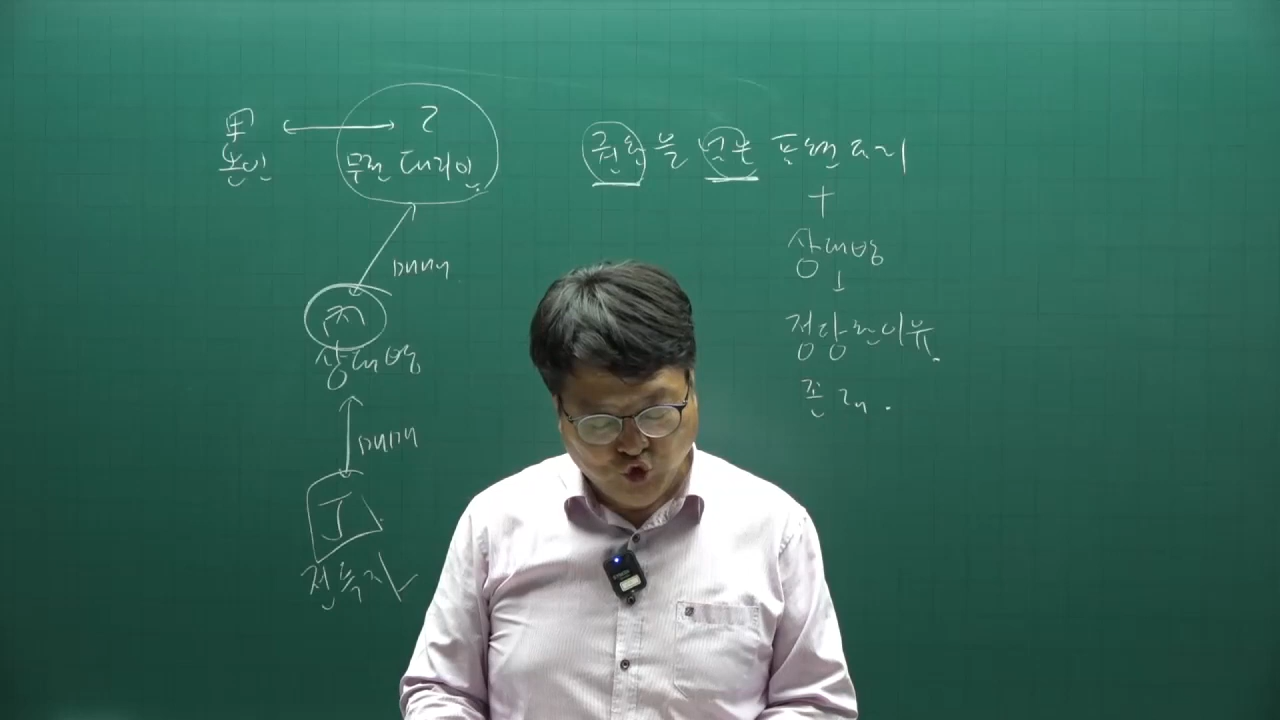 甲
본인
乙
무권대리인
매매
丙
상대방
매매
丁
전득자
권한을 넘은 표현대리
+
상대방
↓
정당한 이유.
존재.